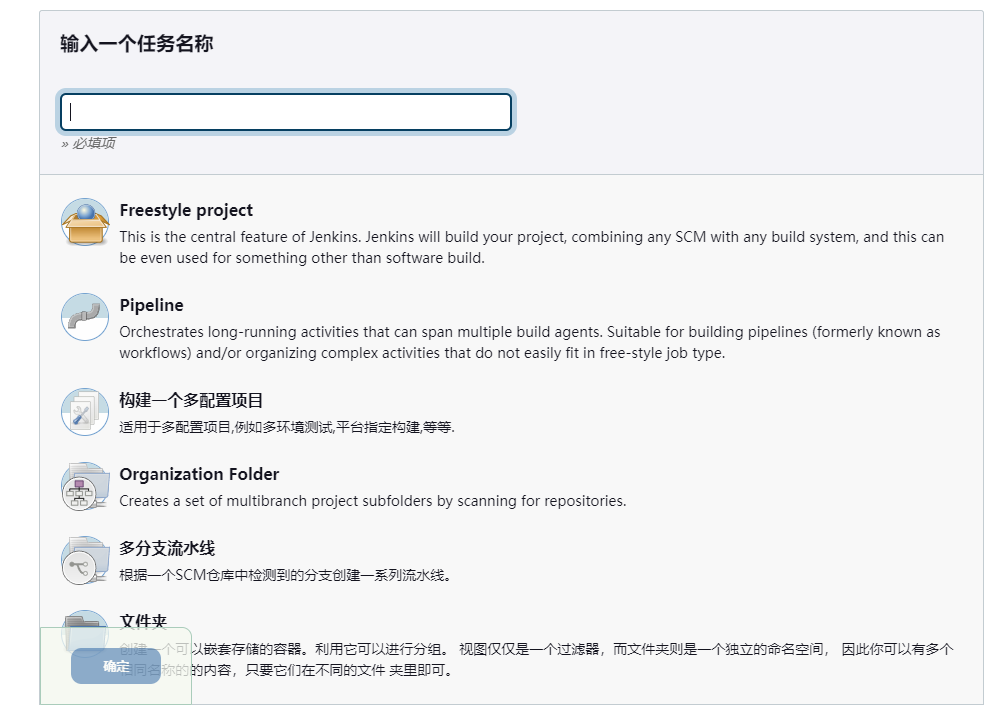 输入一个任务名称
» 必填项
Freestyle project
This is the central feature of Jenkins. Jenkins will build your project, combining any SCM with any build system, and this can
be even used for something other than software build.
Pipeline
Orchestrates long-running activities that can span multiple build agents. Suitable for building pipelines (formerly known as
workflows) and/or organizing complex activities that do not easily fit in free-style job type.
构建一个多配置项目
适用于多配置项目,例如多环境测试,平台指定构建,等等.
Organization Folder
Creates a set of multibranch project subfolders by scanning for repositories.
多分支流水线
根据一个SCM仓库中检测到的分支创建一系列流水线。
文件夹
创建一个可以嵌套存储的容器。利用它可以进行分组。 视图仅仅是一个过滤器，而文件夹则是一个独立的命名空间， 因此你可以有多个
相同名称的的内容，只要它们在不同的文件 夹里即可。
确定